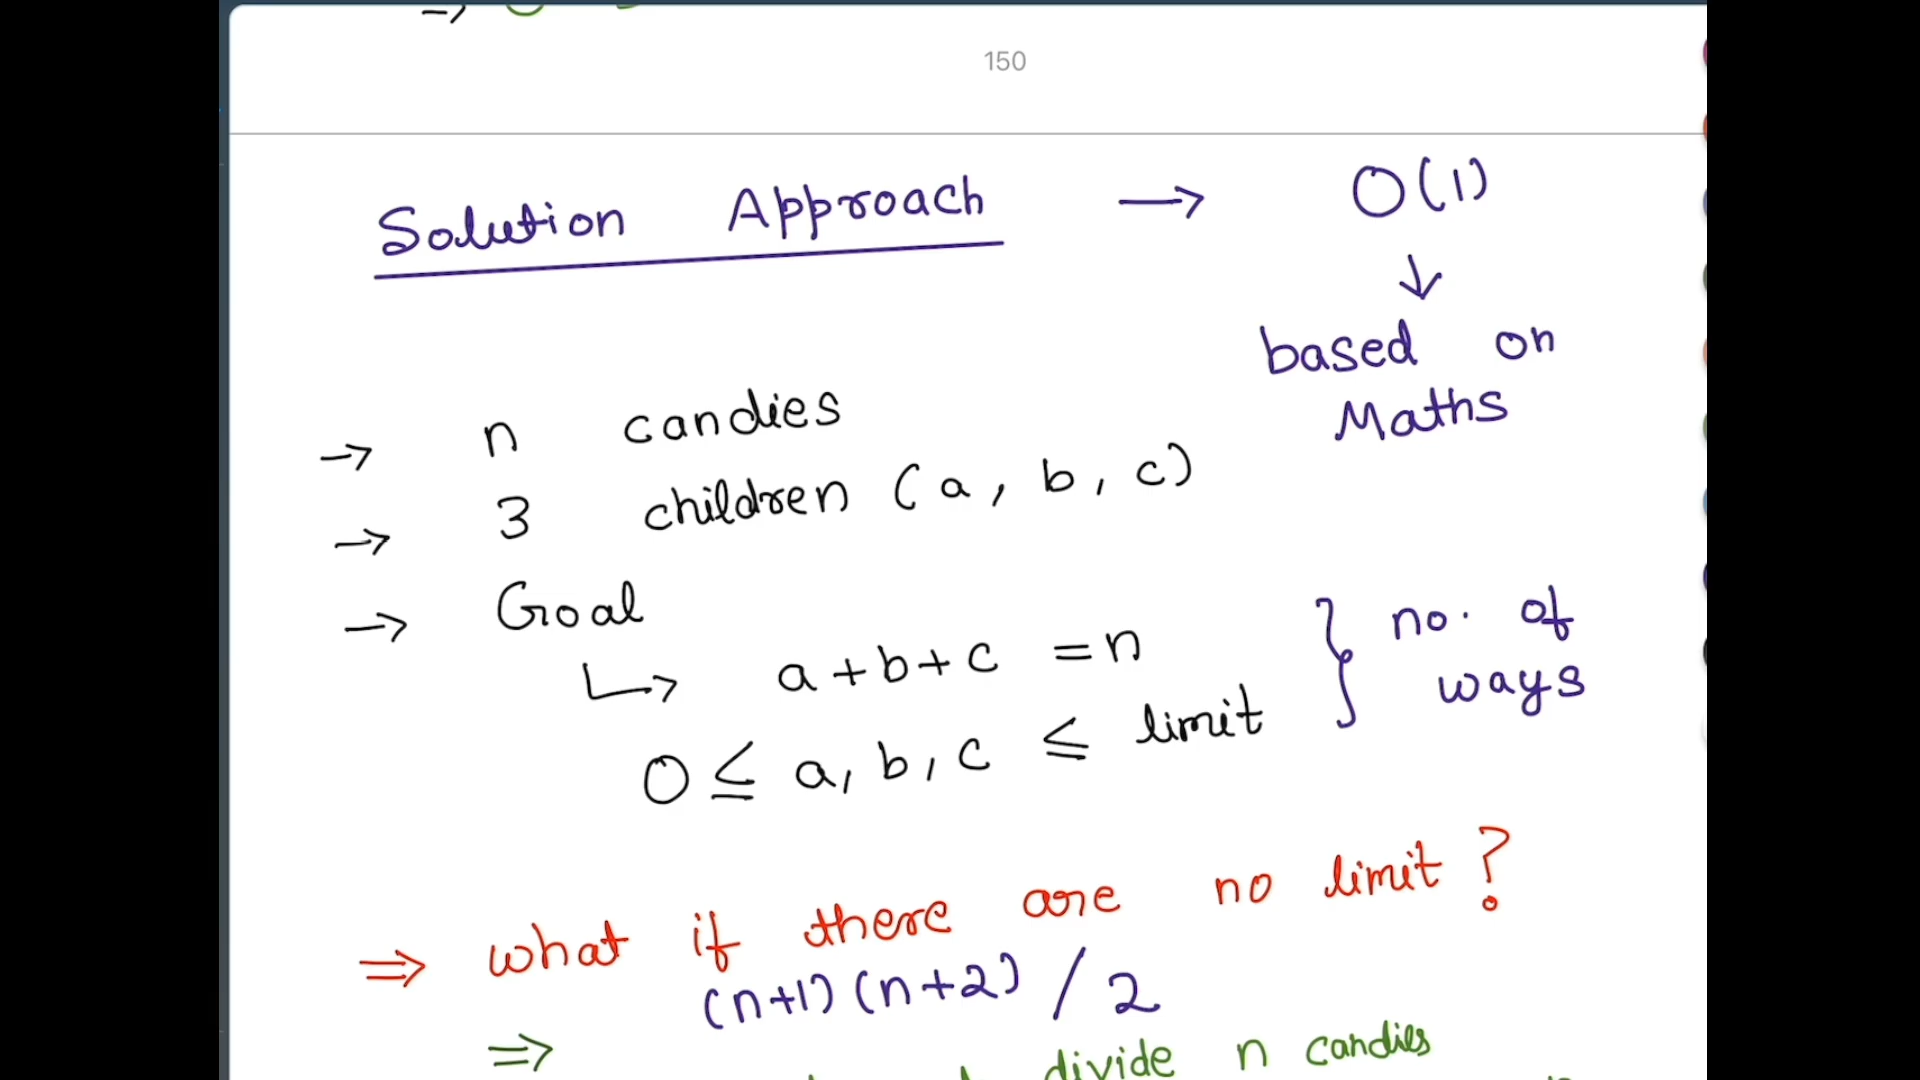 150
Solution Approach → O(1)
↓
based on
Maths
→ n candies
→ 3 children (a, b, c)
→ Goal
↳ a + b + c = n
0 ≤ a, b, c ≤ limit } no. of
ways
⇒ what if there are no limit ?
(n+1) (n+2) / 2
⇒ divide n candies